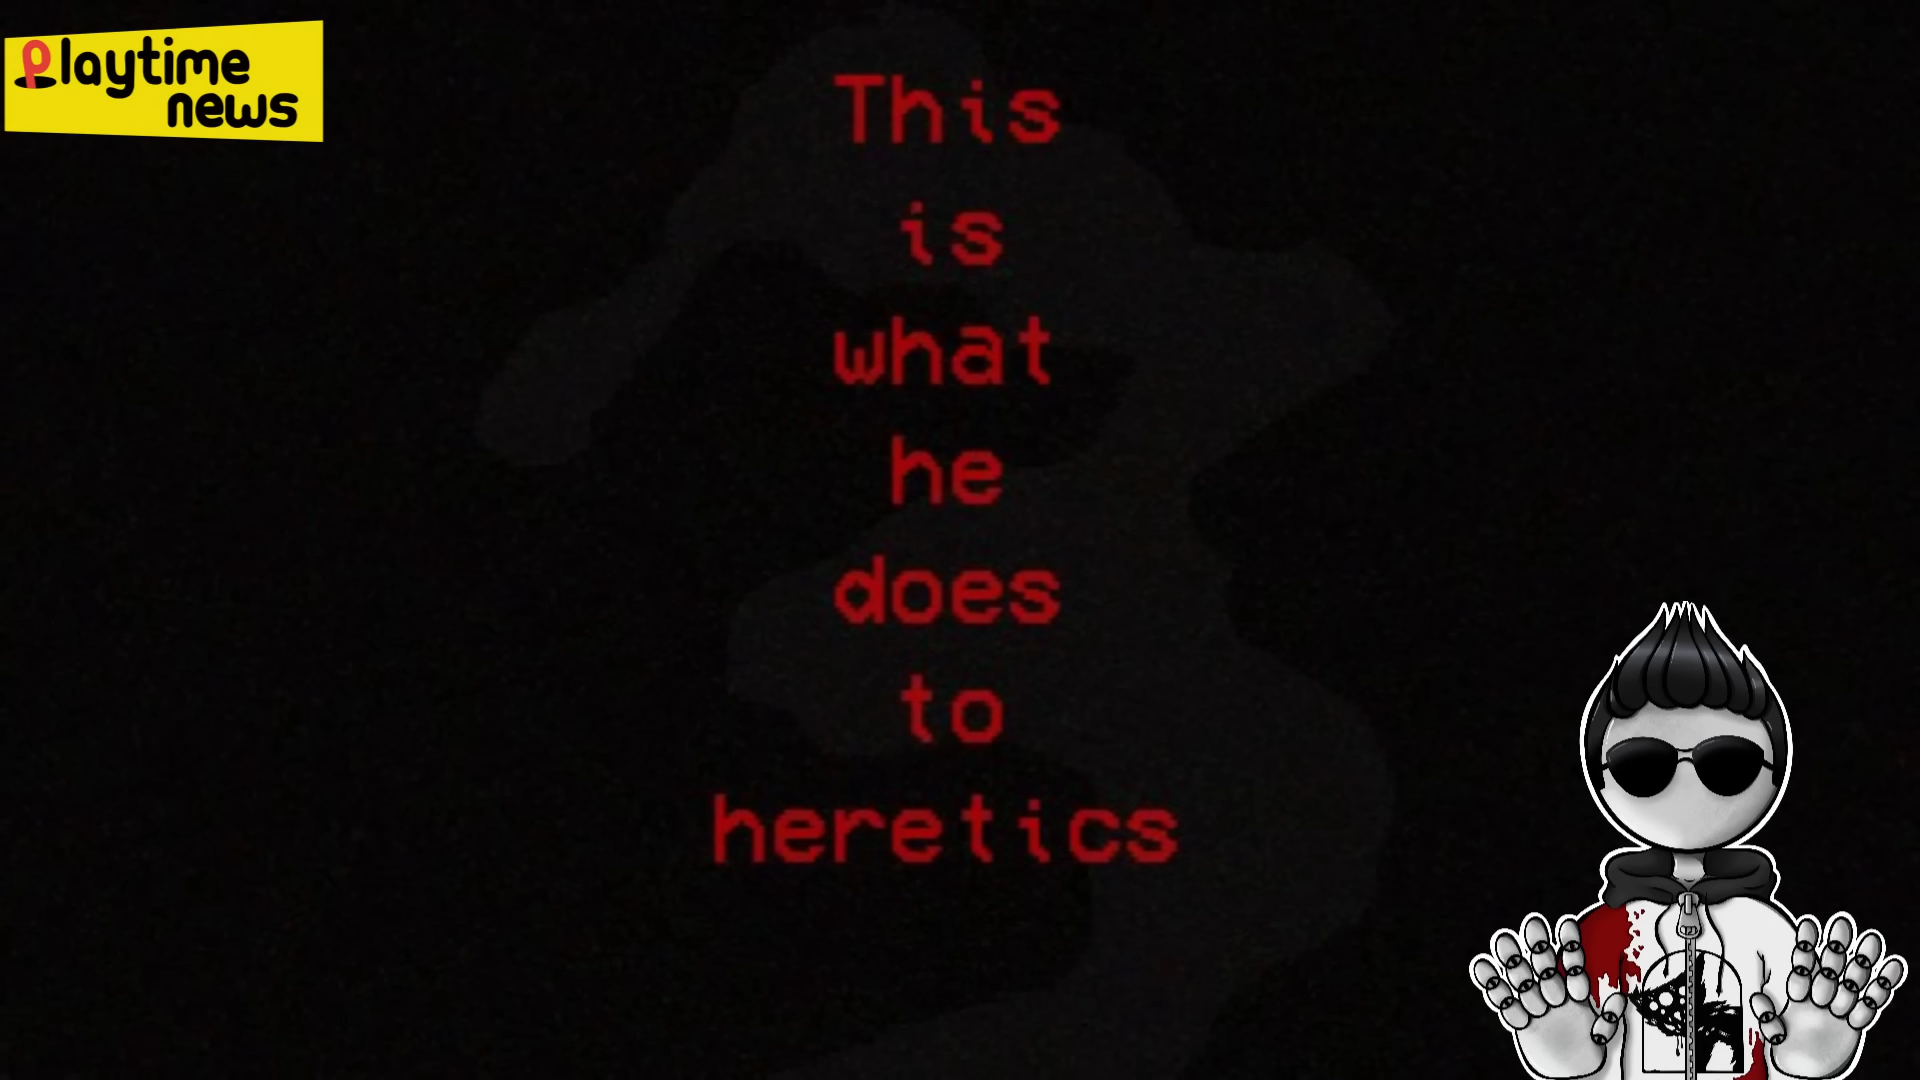 Playtime
news
This
is
what
he
does
to
heretics